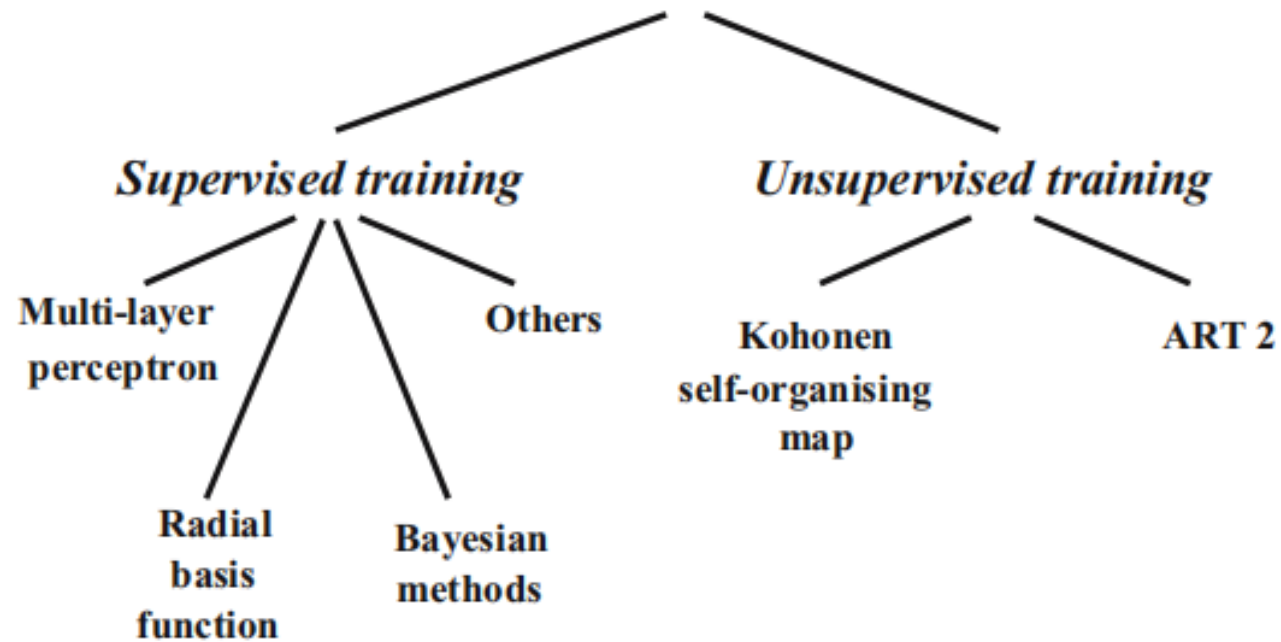 Supervised training
Unsupervised training
Multi-layer
perceptron
Others
Kohonen
self-organising
map
ART 2
Radial
basis
function
Bayesian
methods